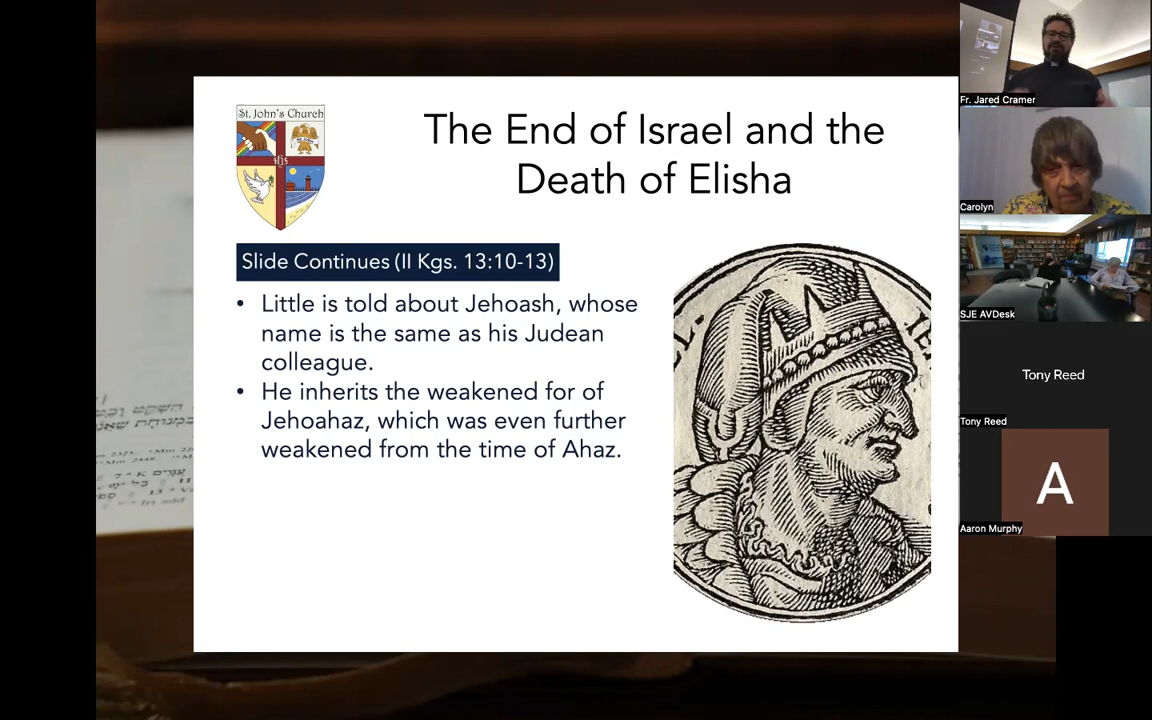 St. John's Church
The End of Israel and the
Death of Elisha
Slide Continues (II Kgs. 13:10-13)
• Little is told about Jehoash, whose
name is the same as his Judean
colleague.
• He inherits the weakened for of
Jehoahaz, which was even further
weakened from the time of Ahaz.
Fr. Jared Cramer
Carolyn
SJE AVDesk
Tony Reed
Tony Reed
A
Aaron Murphy